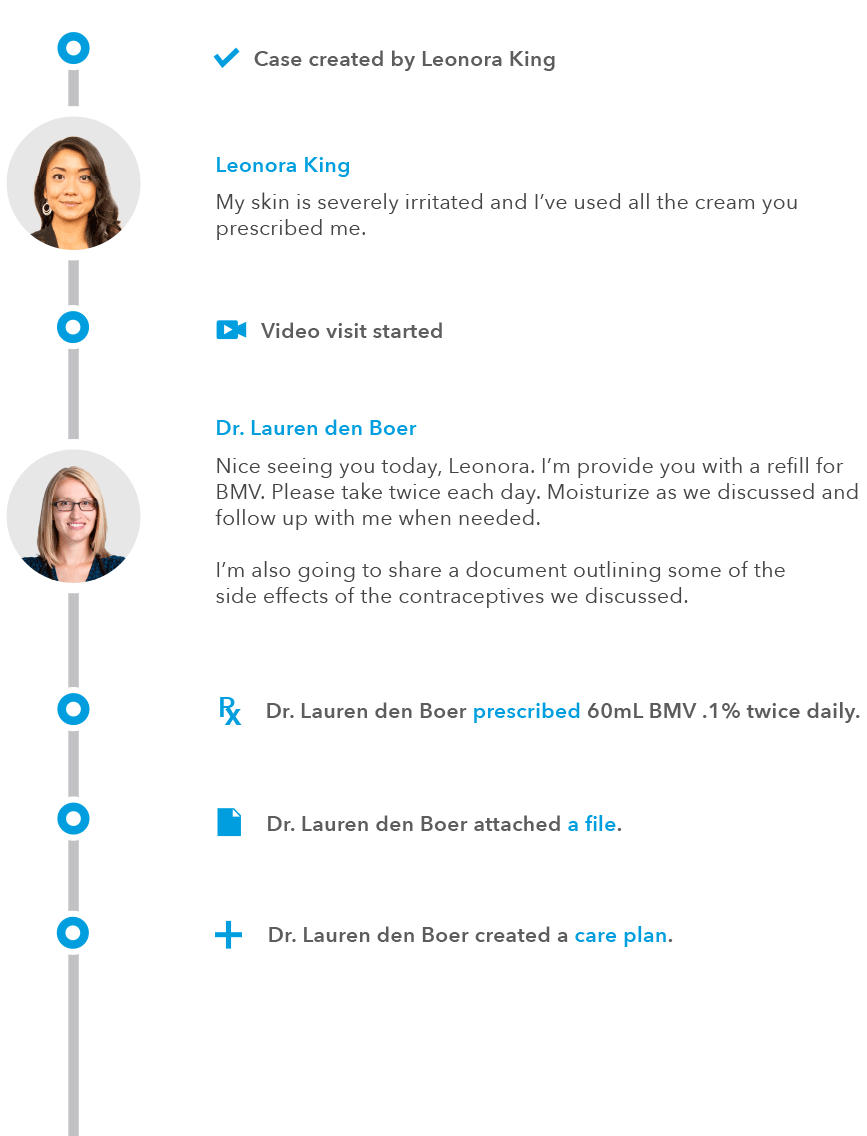 Case created by Leonora King
Leonora King
My skin is severely irritated and I’ve used all the cream you
prescribed me.
Video visit started
Dr. Lauren den Boer
Nice seeing you today, Leonora. I’m provide you with a refill for
BMV. Please take twice each day. Moisturize as we discussed and
follow up with me when needed.
I’m also going to share a document outlining some of the
side effects of the contraceptives we discussed.
Rx Dr. Lauren den Boer prescribed 60mL BMV .1% twice daily.
Dr. Lauren den Boer attached a file.
Dr. Lauren den Boer created a care plan.